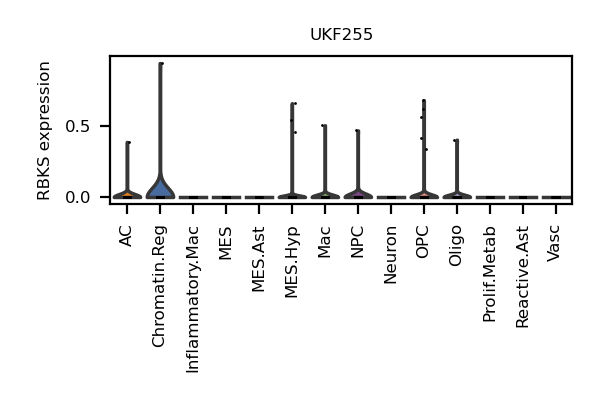 UKF255
RBKS expression
0.5
0.0
AC
Chromatin.Reg
Inflammatory.Mac
MES
MES.Ast
MES.Hyp
Mac
NPC
Neuron
OPC
Oligo
Prolif.Metab
Reactive.Ast
Vasc